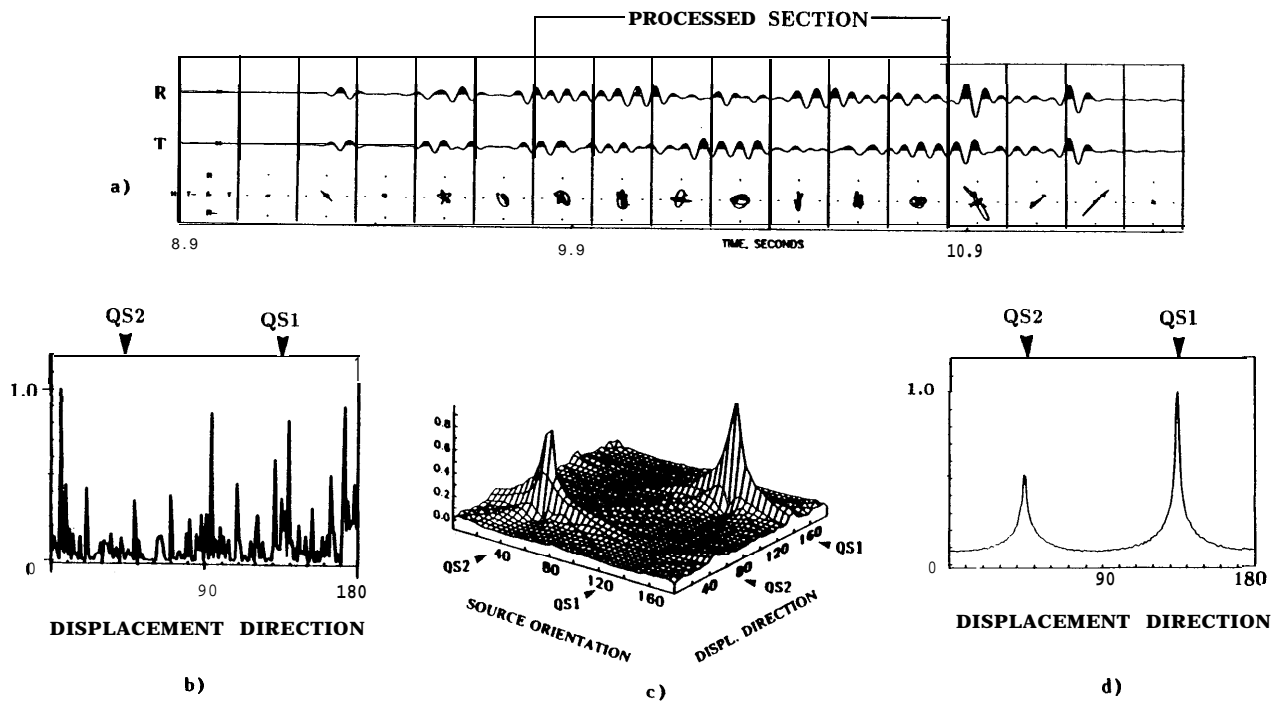 PROCESSED SECTION
R
T
a)
8.9
9.9
TIME, SECONDS
10.9
QS2
QS1
1.0
0
90
180
DISPLACEMENT DIRECTION
b)
0.8
0.6
0.4
0.2
0.0
40
80
120
160
QS2
QS1
SOURCE ORIENTATION
40
80
120
160
QS2
QS1
DISPL. DIRECTION
c)
QS2
QS1
1.0
0
90
180
DISPLACEMENT DIRECTION
d)